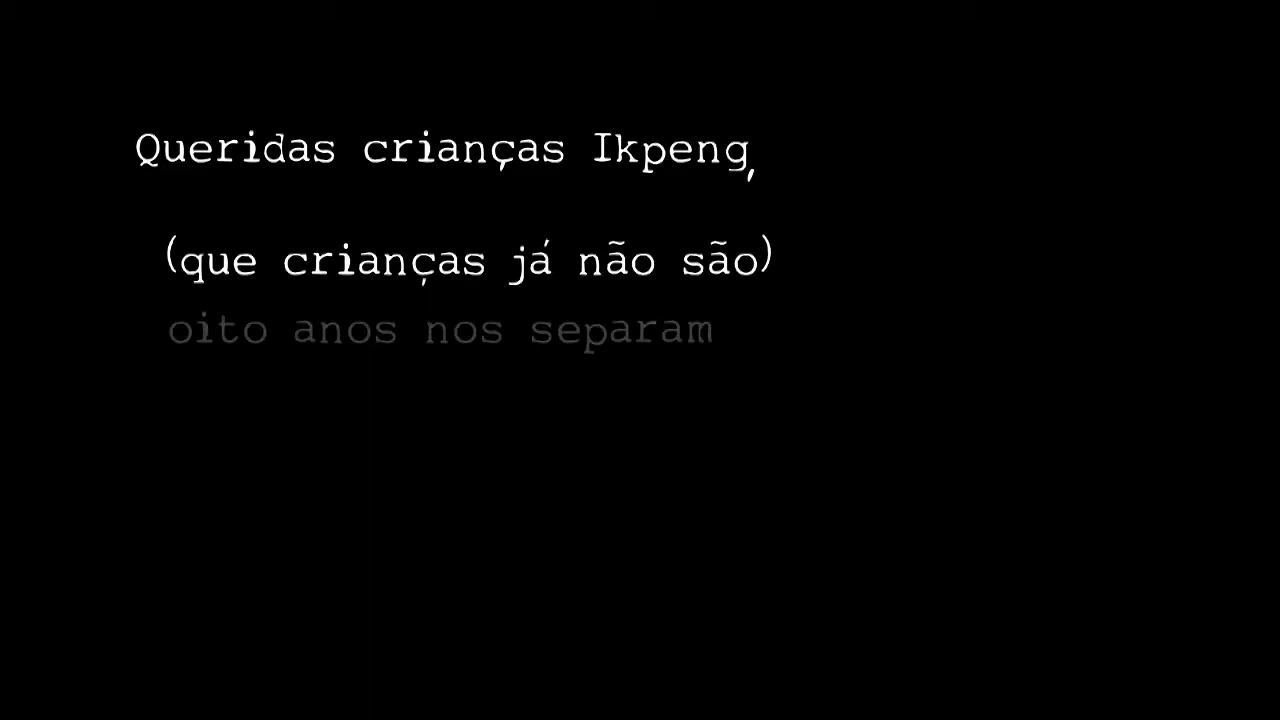 Queridas crianças Ikpeng,
(que crianças já não são)
oito anos nos separam